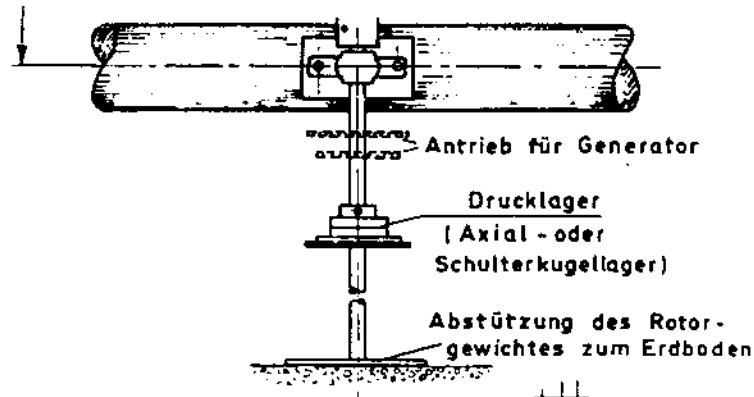 Antrieb für Generator
Drucklager
(Axial - oder
Schulterkugellager)
Abstützung des Rotor-
gewichtes zum Erdboden